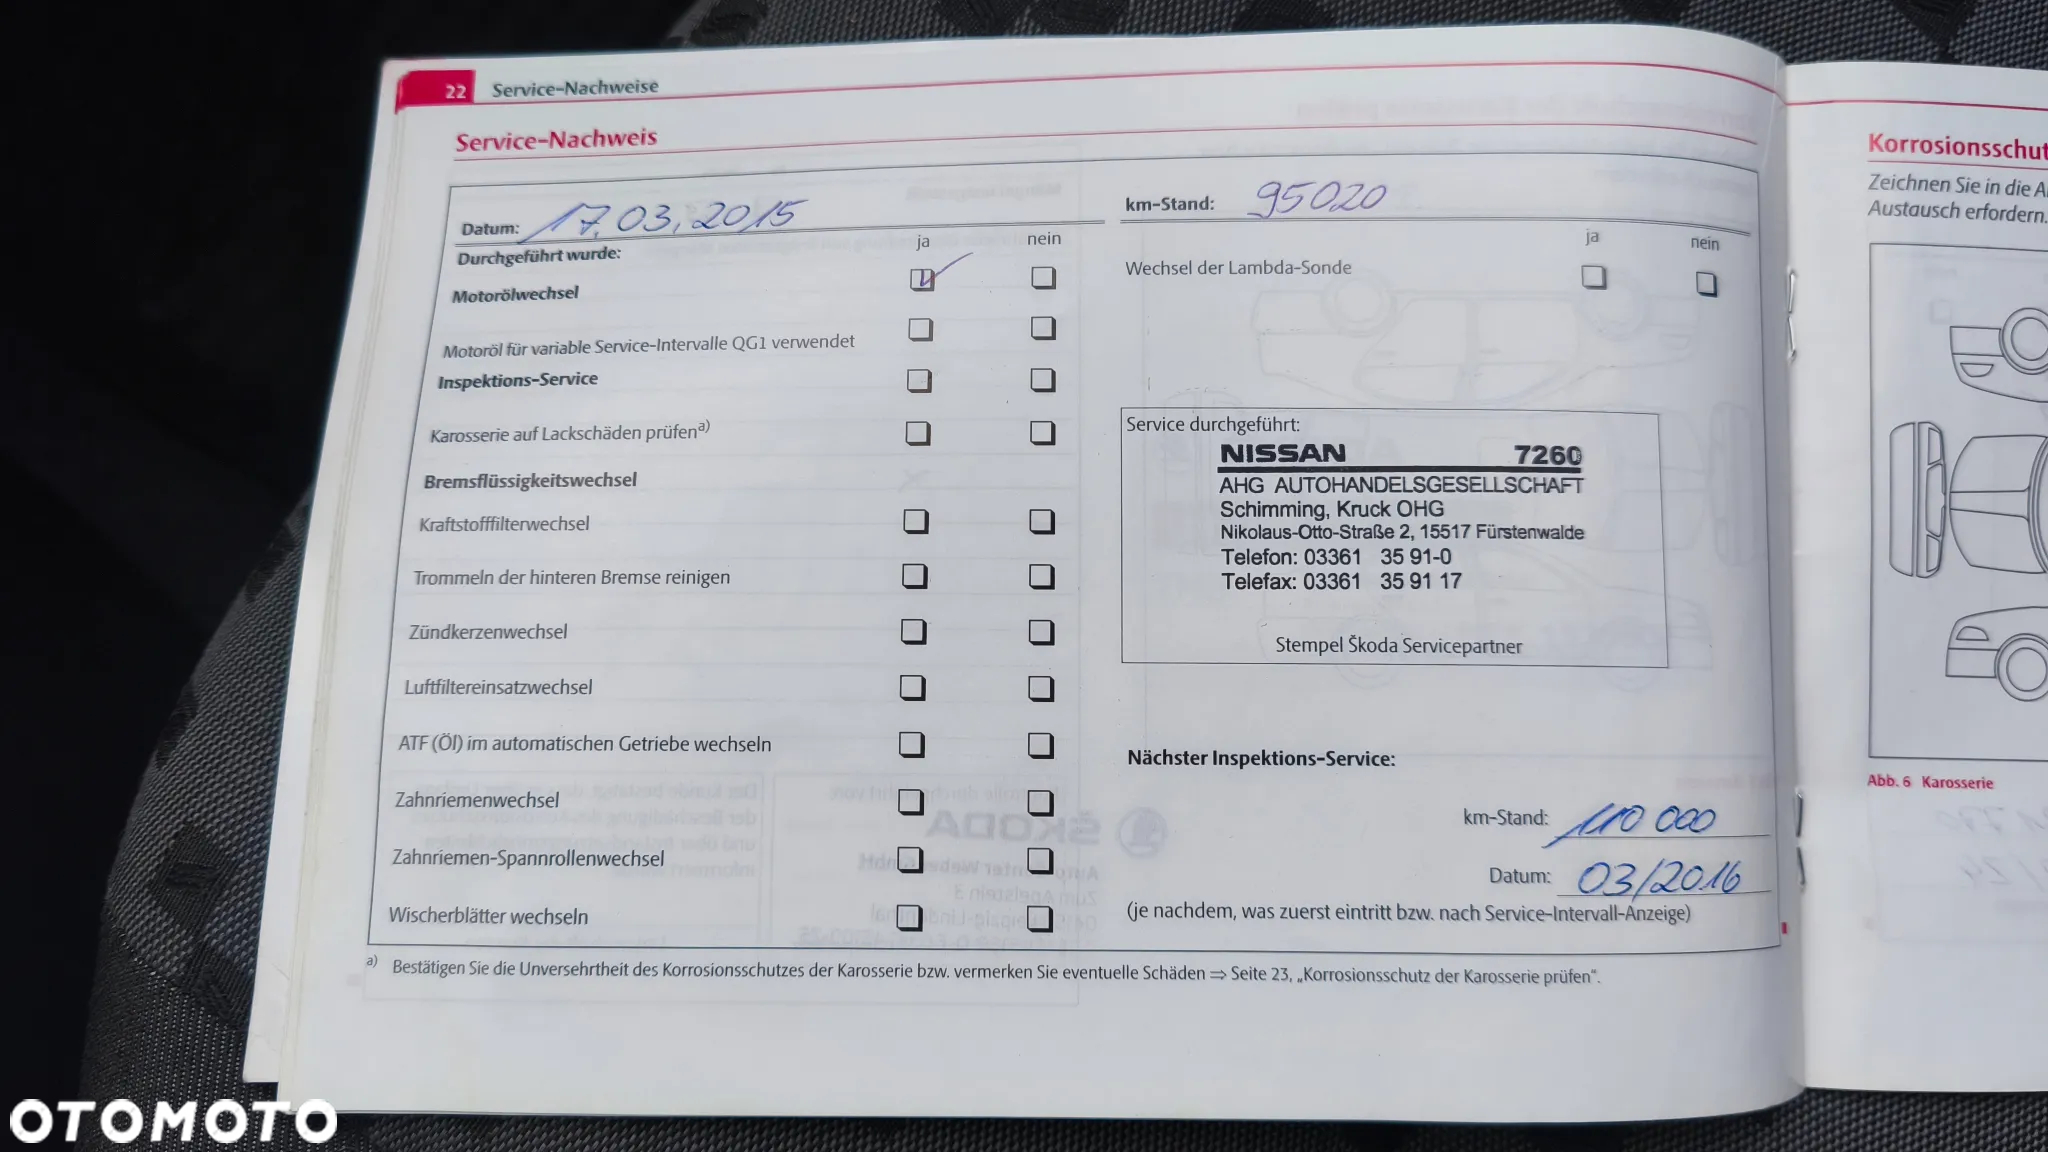 22 Service-Nachweise
Service-Nachweis
Datum: 17.03.2015
km-Stand: 95020
Durchgeführt wurde: ja nein
ja nein
Motorölwechsel
Wechsel der Lambda-Sonde
Motoröl für variable Service-Intervalle QG1 verwendet
Inspektions-Service
Karosserie auf Lackschäden prüfena)
Bremsflüssigkeitswechsel
Kraftstofffilterwechsel
Trommeln der hinteren Bremse reinigen
Zündkerzenwechsel
Luftfiltereinsatzwechsel
ATF (Öl) im automatischen Getriebe wechseln
Zahnriemenwechsel
Zahnriemen-Spannrollenwechsel
Wischerblätter wechseln
Service durchgeführt:
NISSAN 7260
AHG AUTOHANDELSGESELLSCHAFT
Schimming, Kruck OHG
Nikolaus-Otto-Straße 2, 15517 Fürstenwalde
Telefon: 03361 35 91-0
Telefax: 03361 35 91 17
Stempel Škoda Servicepartner
Nächster Inspektions-Service:
km-Stand: 110 000
Datum: 03/2016
(je nachdem, was zuerst eintritt bzw. nach Service-Intervall-Anzeige)
a) Bestätigen Sie die Unversehrtheit des Korrosionsschutzes der Karosserie bzw. vermerken Sie eventuelle Schäden ⇒ Seite 23, „Korrosionsschutz der Karosserie prüfen“.
Korrosionsschut
Zeichnen Sie in die A
Austausch erfordern.
Abb. 6 Karosserie
OTOMOTO